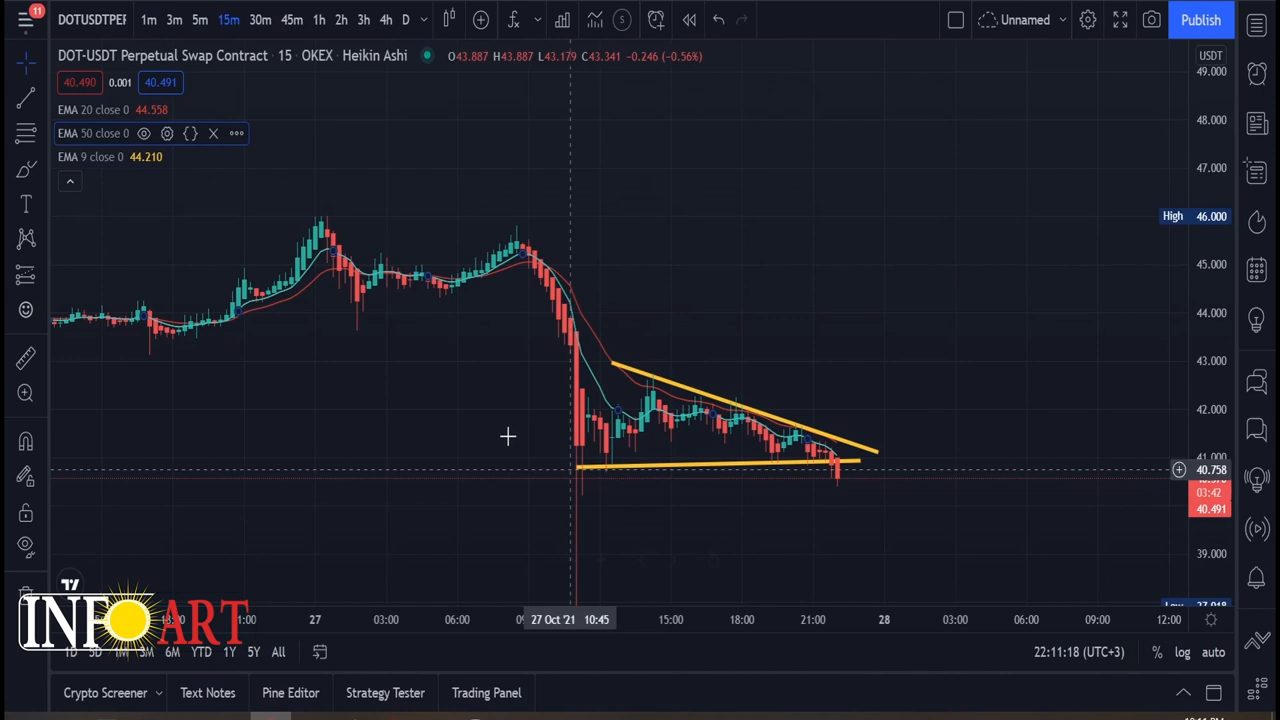 11
DOTUSDTPER 1m 3m 5m 15m 30m 45m 1h 2h 3h 4h D Unnamed Publish
DOT-USDT Perpetual Swap Contract · 15 · OKEX · Heikin Ashi O43.887 H43.887 L43.179 C43.341 −0.246 (−0.56%) USDT
40.490 0.001 40.491
EMA 20 close 0 44.558
EMA 50 close 0
EMA 9 close 0 44.210
49.000
48.000
47.000
High 46.000
45.000
44.000
43.000
42.000
41.000
40.758
03:42
40.491
39.000
Low 37.918
27 03:00 06:00 27 Oct '21 10:45 15:00 18:00 21:00 28 03:00 06:00 09:00 12:00
INFO ART
1D 5D 1M 3M 6M YTD 1Y 5Y All 22:11:18 (UTC+3) % log auto
Crypto Screener Text Notes Pine Editor Strategy Tester Trading Panel